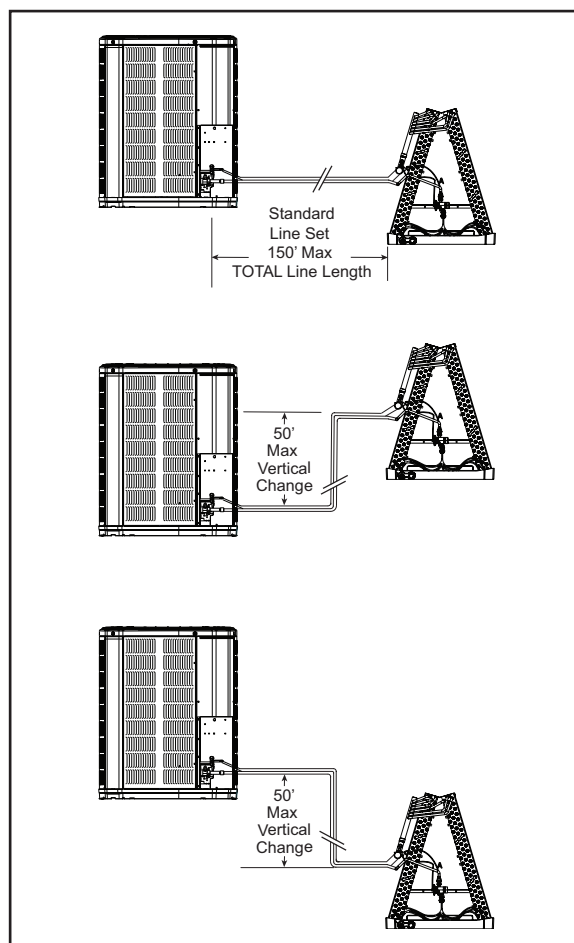 Standard
Line Set
150' Max
TOTAL Line Length
50'
Max
Vertical
Change
50'
Max
Vertical
Change